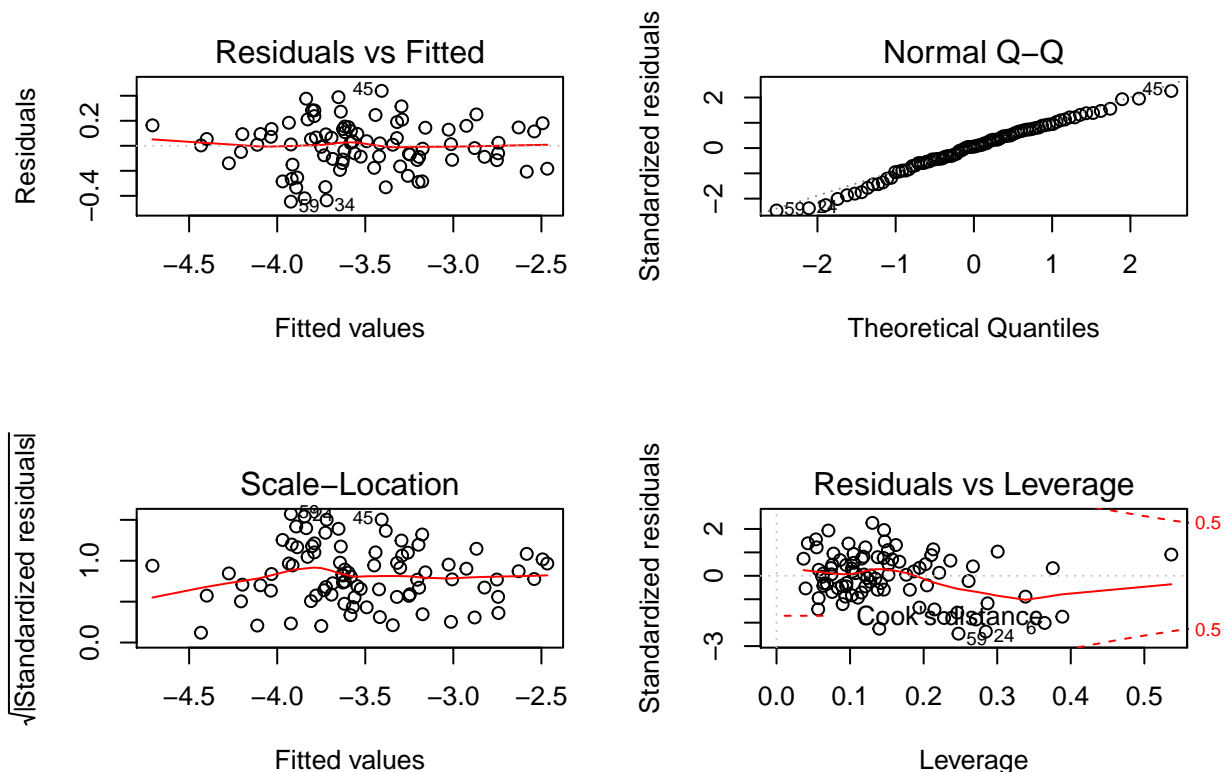 Residuals vs Fitted
Residuals
0.2
−0.4
45
59
34
−4.5 −4.0 −3.5 −3.0 −2.5
Fitted values
Normal Q−Q
Standardized residuals
2
0
−2
45
59
24
−2 −1 0 1 2
Theoretical Quantiles
Scale−Location
√|Standardized residuals|
1.0
0.0
59
24
45
−4.5 −4.0 −3.5 −3.0 −2.5
Fitted values
Residuals vs Leverage
Standardized residuals
2
0
−3
0.5
0.5
Cook's distance
59
24
6
0.0 0.1 0.2 0.3 0.4 0.5
Leverage